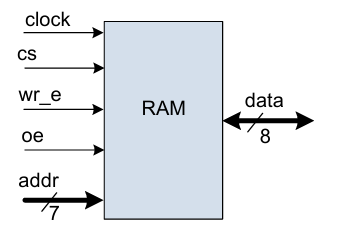 clock
cs
wr_e
oe
addr
7
RAM
data
8